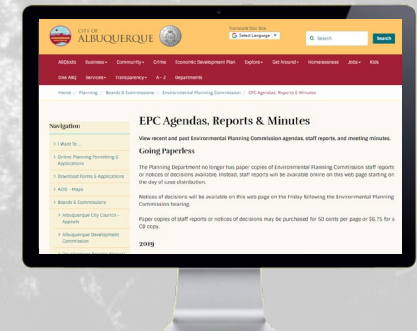 CITY OF
ALBUQUERQUE
Translate Our Site
Select Language
Search
Search
ABQtodo Business Community Crime Economic Development Plan Explore Get Around Homelessness Jobs Kids
One ABQ Services Transparency A - Z Departments
Home / Planning / Boards & Commissions / Environmental Planning Commission / EPC Agendas, Reports & Minutes
Navigation
I Want To...
Online Planning Permitting & Applications
Download Forms & Applications
AGIS - Maps
Boards & Commissions
Albuquerque City Council - Appeals
Albuquerque Development Commission
EPC Agendas, Reports & Minutes
View recent and past Environmental Planning Commission agendas, staff reports, and meeting minutes.
Going Paperless
The Planning Department no longer has paper copies of Environmental Planning Commission staff reports
or notices of decisions available. Instead, staff reports will be available online on this web page starting on
the day of case distribution.
Notices of decisions will be available on this web page on the Friday following the Environmental Planning
Commission hearing.
Paper copies of staff reports or notices of decisions may be purchased for 50 cents per page or $6.75 for a
CD copy.
2019